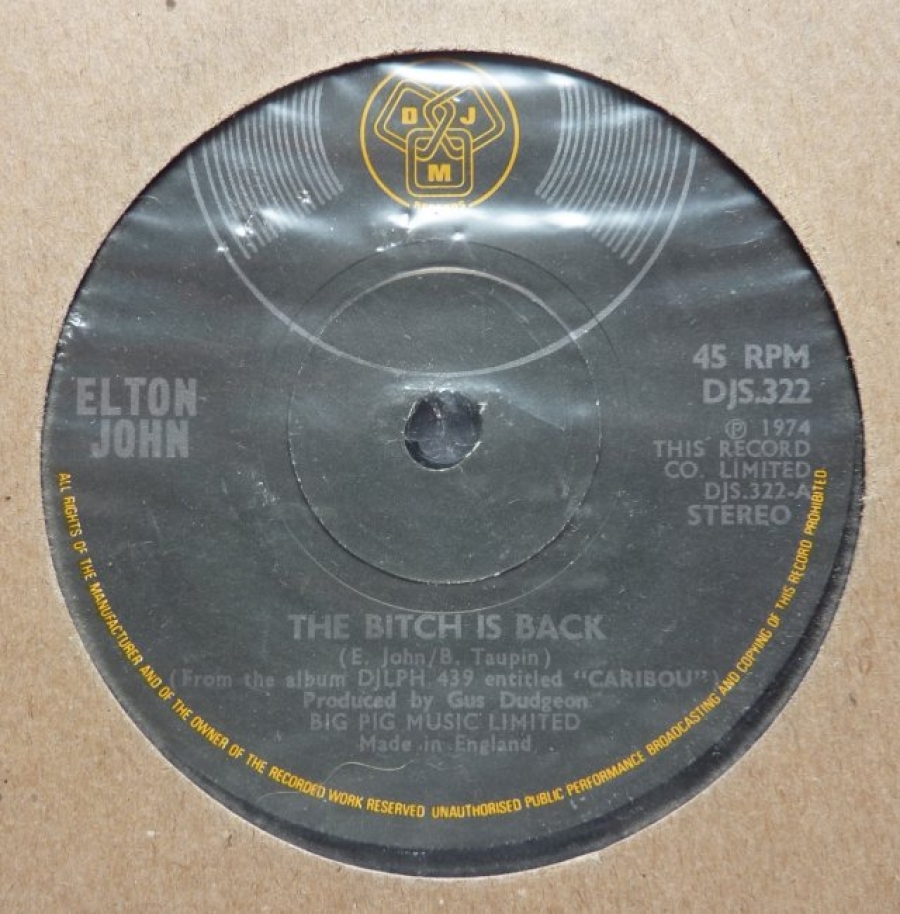 D J
M
RECORDS
ELTON
JOHN
45 RPM
DJS.322
℗ 1974
THIS RECORD
CO. LIMITED
DJS.322-A
STEREO
THE BITCH IS BACK
(E. John/B. Taupin)
(From the album DJLPH 439 entitled "CARIBOU")
Produced by Gus Dudgeon
BIG PIG MUSIC LIMITED
Made in England
ALL RIGHTS OF THE MANUFACTURER AND OF THE OWNER OF THE RECORDED WORK RESERVED UNAUTHORISED PUBLIC PERFORMANCE BROADCASTING AND COPYING OF THIS RECORD PROHIBITED